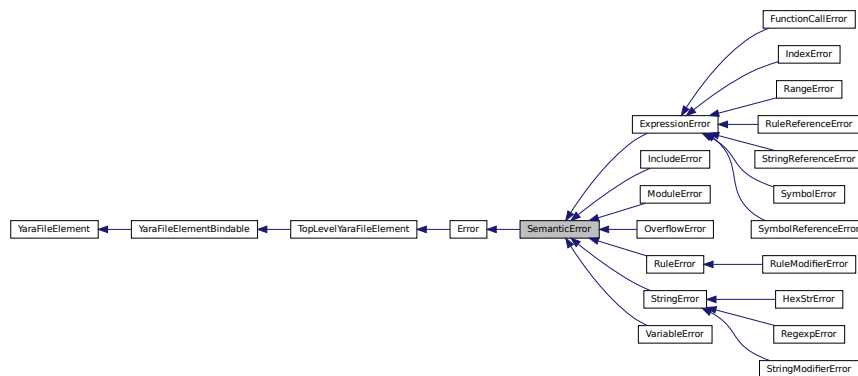 FunctionCallError
IndexError
RangeError
ExpressionError
RuleReferenceError
IncludeError
StringReferenceError
ModuleError
SymbolError
YaraFileElement
YaraFileElementBindable
TopLevelYaraFileElement
Error
SemanticError
OverflowError
SymbolReferenceError
RuleError
RuleModifierError
StringError
HexStrError
VariableError
RegexpError
StringModifierError